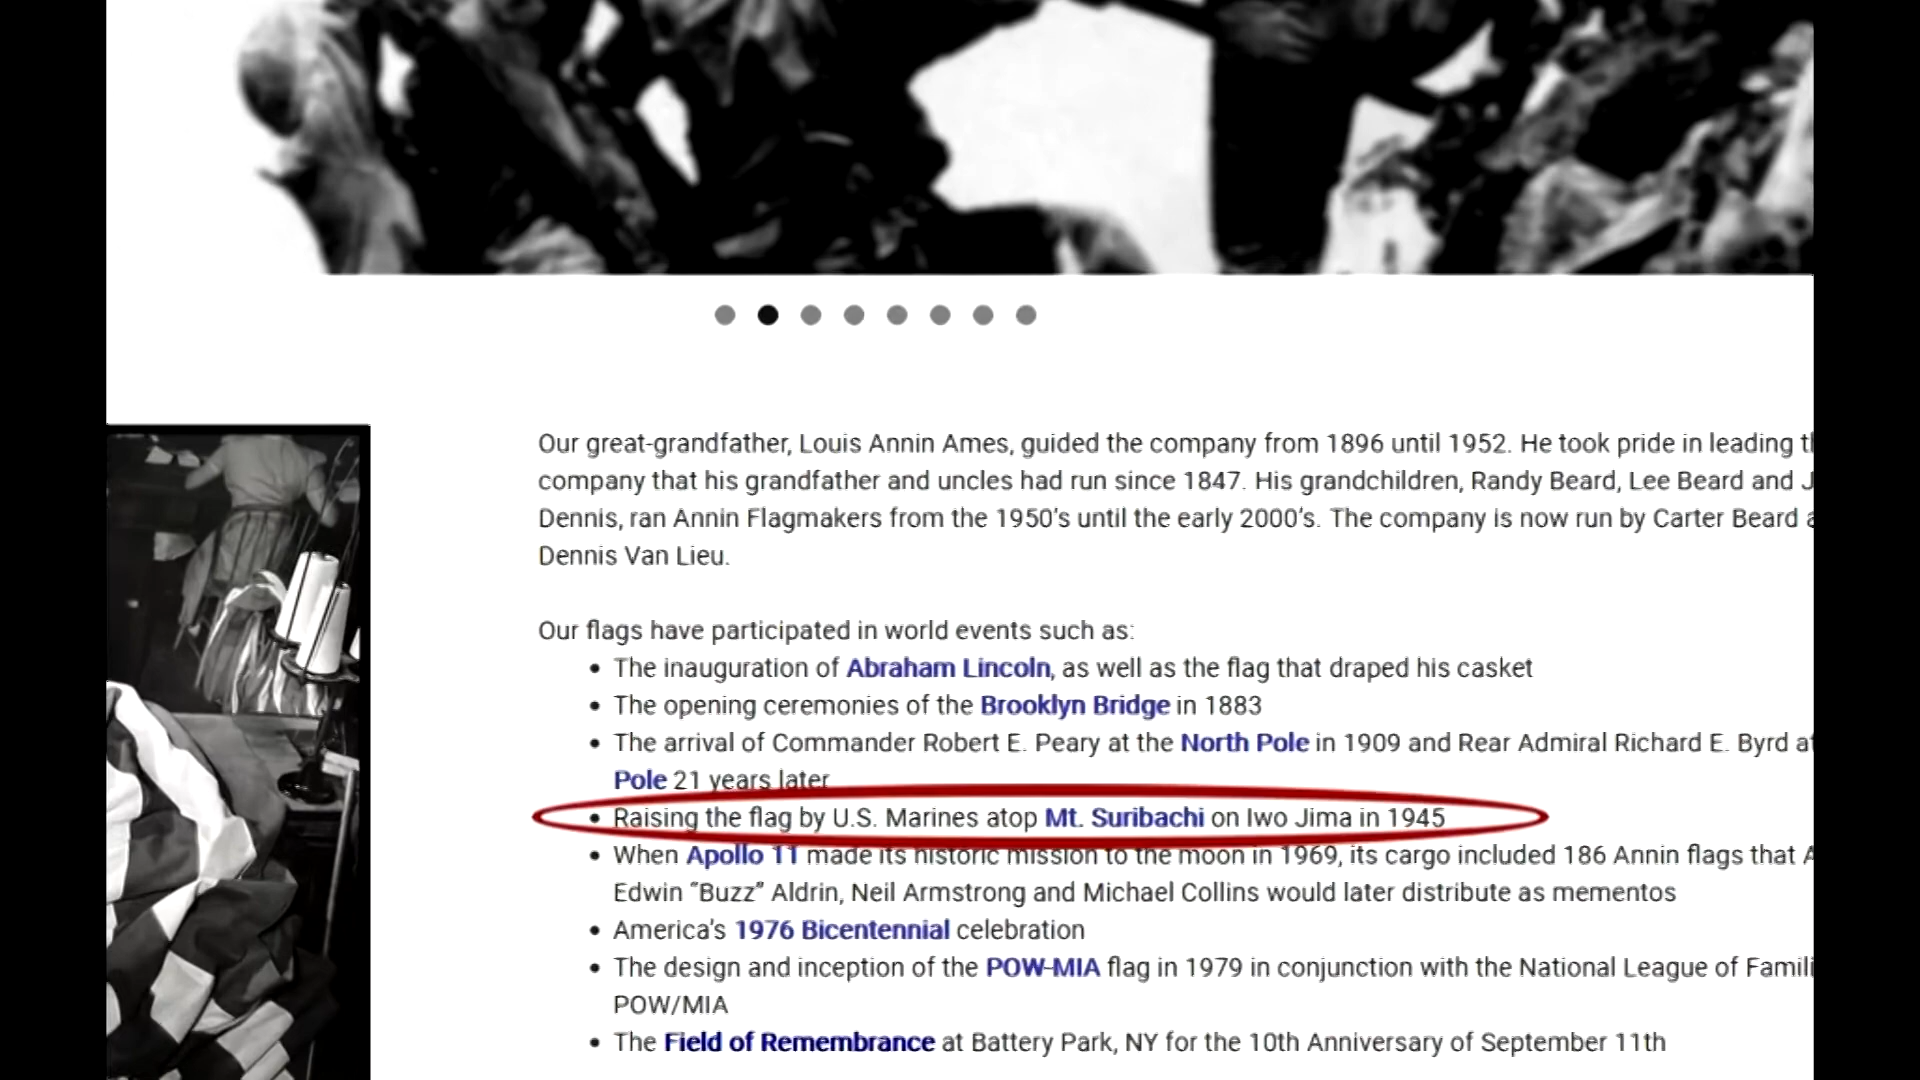 Our great-grandfather, Louis Annin Ames, guided the company from 1896 until 1952. He took pride in leading
company that his grandfather and uncles had run since 1847. His grandchildren, Randy Beard, Lee Beard and
Dennis, ran Annin Flagmakers from the 1950's until the early 2000's. The company is now run by Carter Beard
Dennis Van Lieu.
Our flags have participated in world events such as:
• The inauguration of Abraham Lincoln, as well as the flag that draped his casket
• The opening ceremonies of the Brooklyn Bridge in 1883
• The arrival of Commander Robert E. Peary at the North Pole in 1909 and Rear Admiral Richard E. Byrd
Pole 21 years later
• Raising the flag by U.S. Marines atop Mt. Suribachi on Iwo Jima in 1945
• When Apollo 11 made its historic mission to the moon in 1969, its cargo included 186 Annin flags that
Edwin “Buzz” Aldrin, Neil Armstrong and Michael Collins would later distribute as mementos
• America's 1976 Bicentennial celebration
• The design and inception of the POW-MIA flag in 1979 in conjunction with the National League of
POW/MIA
• The Field of Remembrance at Battery Park, NY for the 10th Anniversary of September 11th